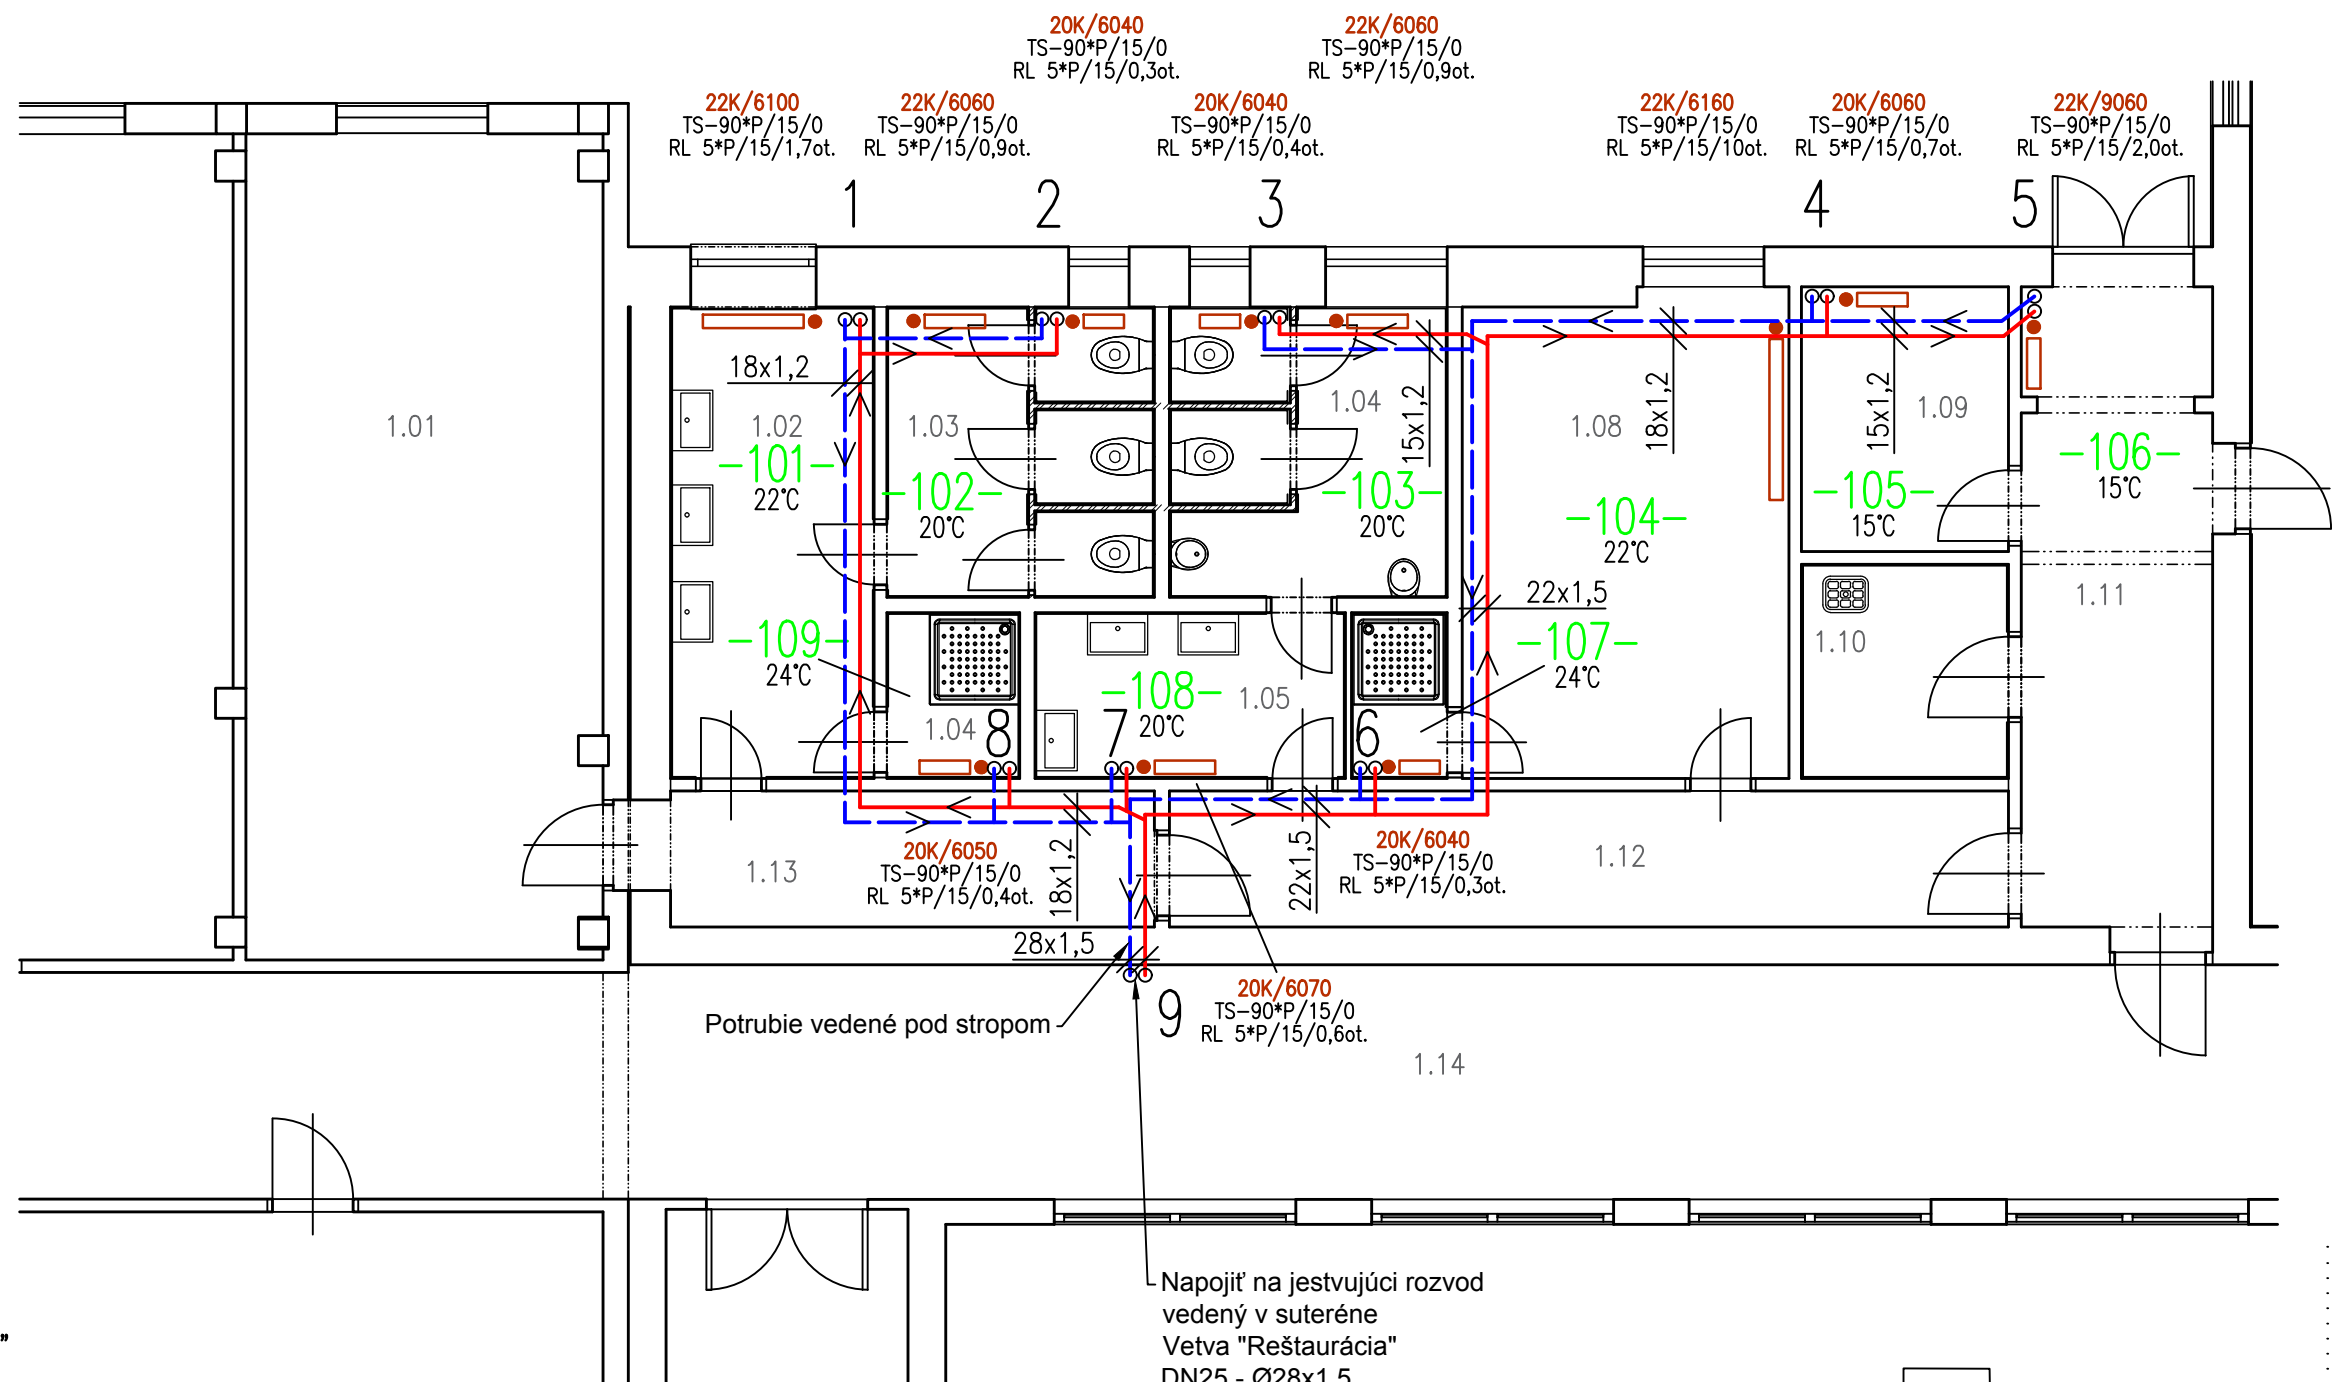 20K/6040
TS-90*P/15/0
RL 5*P/15/0,3ot.
22K/6060
TS-90*P/15/0
RL 5*P/15/0,9ot.
22K/6100
TS-90*P/15/0
RL 5*P/15/1,7ot.
22K/6060
TS-90*P/15/0
RL 5*P/15/0,9ot.
20K/6040
TS-90*P/15/0
RL 5*P/15/0,4ot.
22K/6160
TS-90*P/15/0
RL 5*P/15/10ot.
20K/6060
TS-90*P/15/0
RL 5*P/15/0,7ot.
22K/9060
TS-90*P/15/0
RL 5*P/15/2,0ot.
1
2
3
4
5
18x1,2
15x1,2
18x1,2
15x1,2
1.01
1.02
-101-
22°C
1.03
-102-
20°C
1.04
-103-
20°C
1.08
-104-
22°C
1.09
-105-
15°C
-106-
15°C
22x1,5
1.11
1.10
-109-
24°C
1.04
8
-108-
20°C
1.05
7
6
-107-
24°C
1.13
20K/6050
TS-90*P/15/0
RL 5*P/15/0,4ot.
18x1,2
22x1,5
20K/6040
TS-90*P/15/0
RL 5*P/15/0,3ot.
1.12
28x1,5
9
20K/6070
TS-90*P/15/0
RL 5*P/15/0,6ot.
Potrubie vedené pod stropom
1.14
Napojiť na jestvujúci rozvod
vedený v suteréne
Vetva "Reštaurácia"
DN25 - Ø28x1,5
"